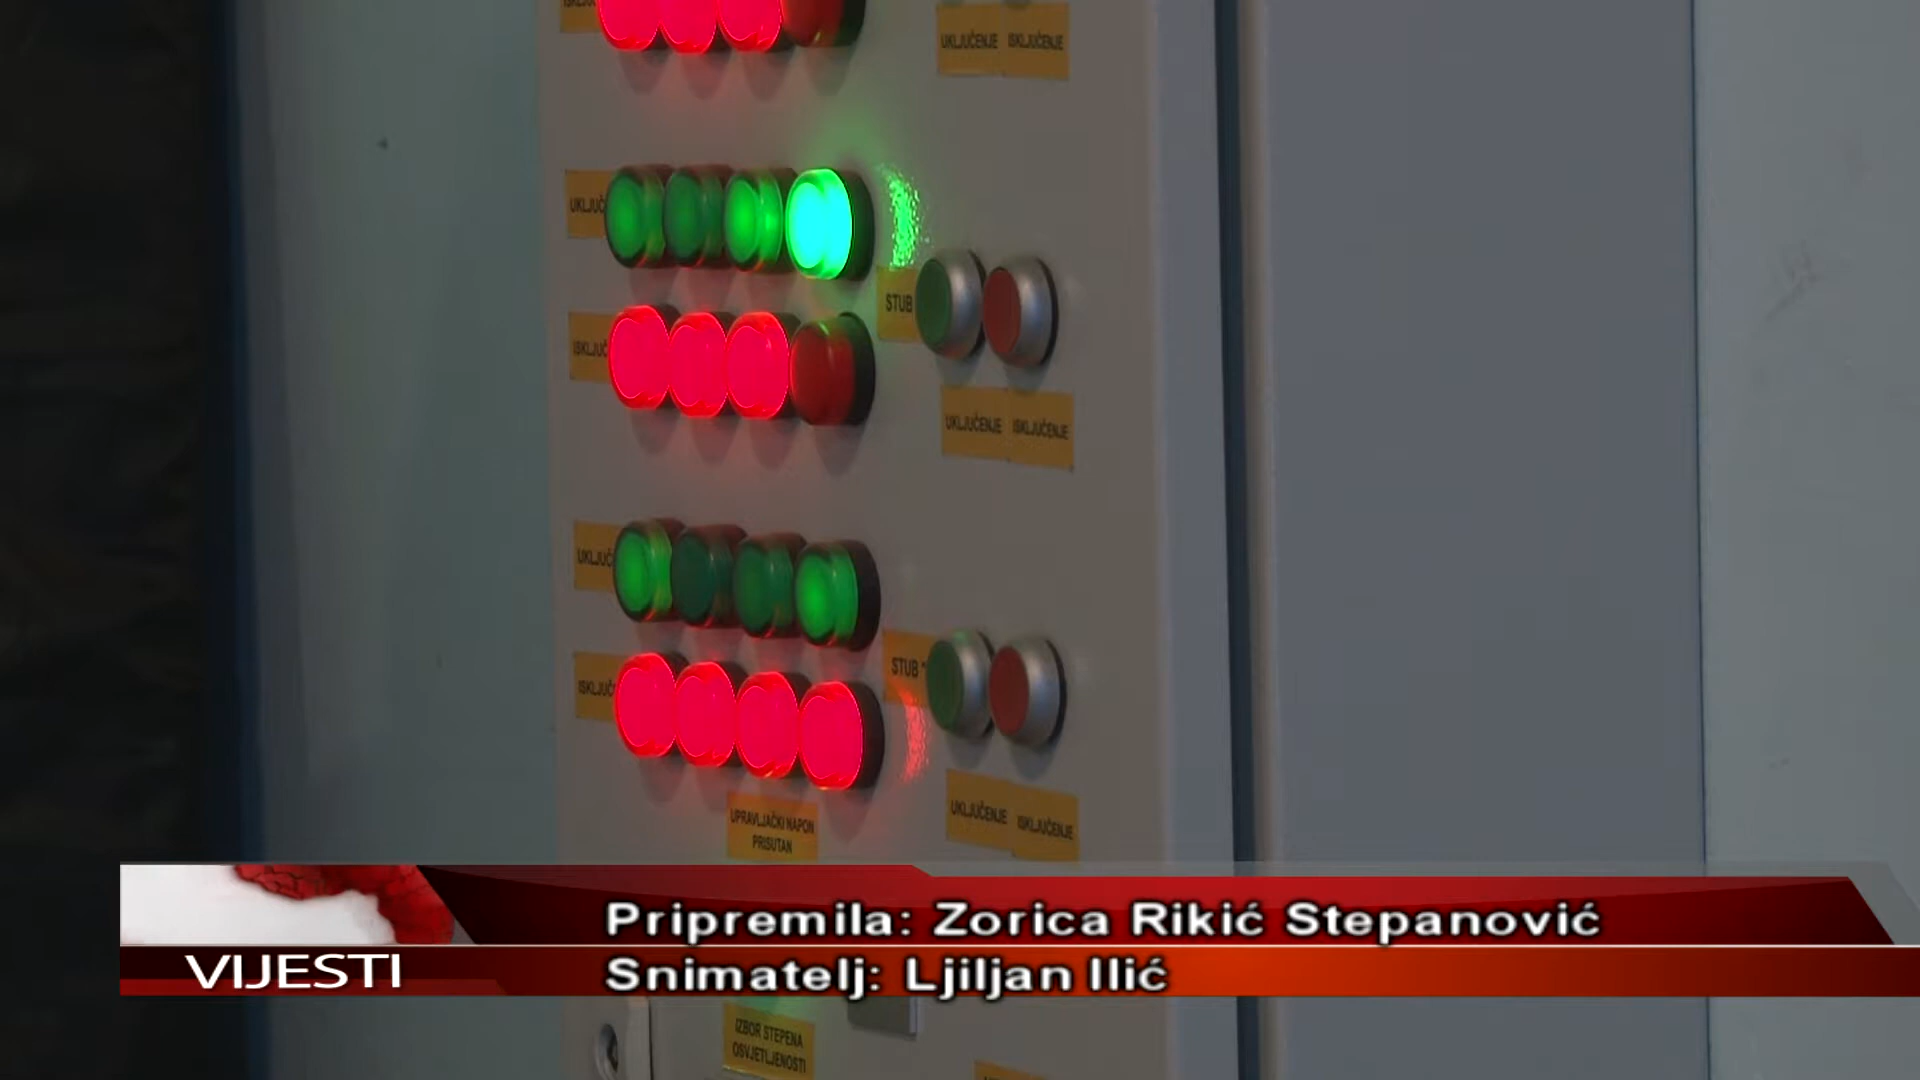 UKLJUČENJE ISKLJUČENJE
STUB
UKLJUČENJE ISKLJUČENJE
STUB
UKLJUČENJE ISKLJUČENJE
UPRAVLJAČKI NAPON
PRISUTAN
Pripremila: Zorica Rikić Stepanović
VIJESTI
Snimatelj: Ljiljan Ilić
IZBOR STEPENA
OSVJETLJENOSTI